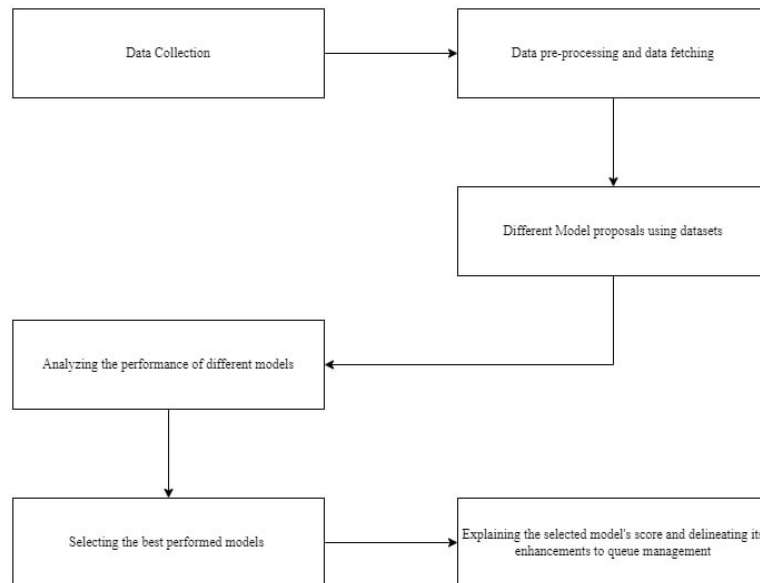 Data Collection
Data pre-processing and data fetching
Different Model proposals using datasets
Analyzing the performance of different models
Selecting the best performed models
Explaining the selected model's score and delineating its
enhancements to queue management